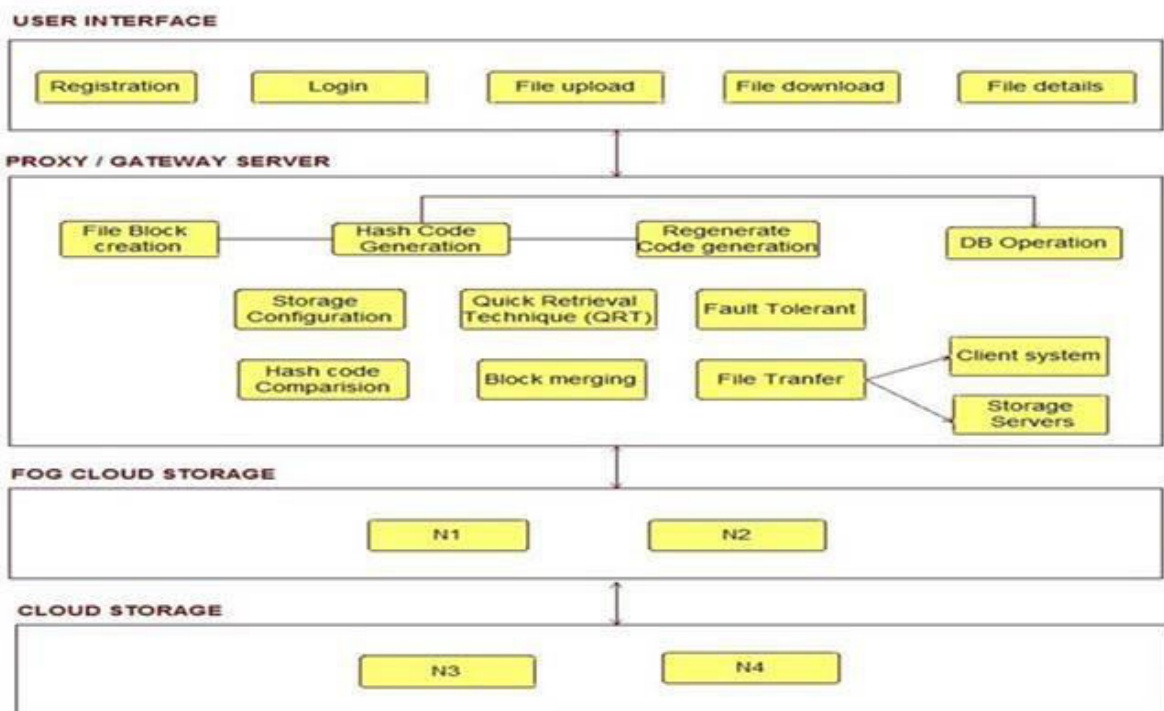 USER INTERFACE
Registration
Login
File upload
File download
File details
PROXY / GATEWAY SERVER
File Block
creation
Hash Code
Generation
Regenerate
Code generation
DB Operation
Storage
Configuration
Quick Retrieval
Technique (QRT)
Fault Tolerant
Hash code
Comparision
Block merging
File Tranfer
Client system
Storage
Servers
FOG CLOUD STORAGE
N1
N2
CLOUD STORAGE
N3
N4